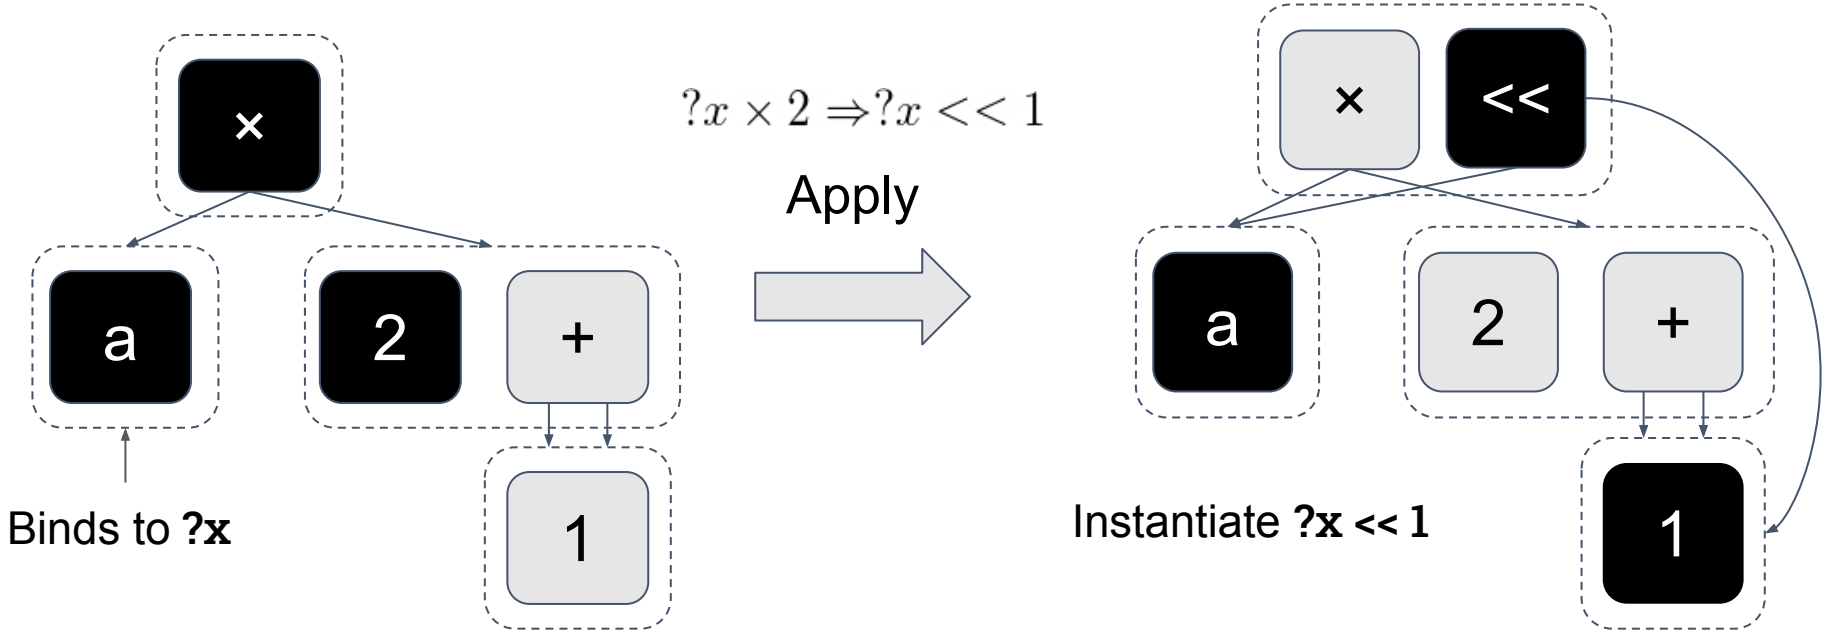 ×
a
2
+
1
Binds to ?x
?x × 2 ⇒?x << 1
Apply
×
<<
a
2
+
1
Instantiate ?x << 1